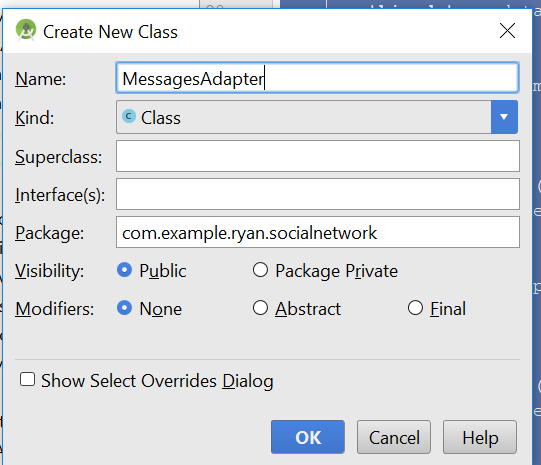 Create New Class
Name: MessagesAdapter
Kind: C Class
Superclass:
Interface(s):
Package: com.example.ryan.socialnetwork
Visibility: Public Package Private
Modifiers: None Abstract Final
Show Select Overrides Dialog
OK Cancel Help